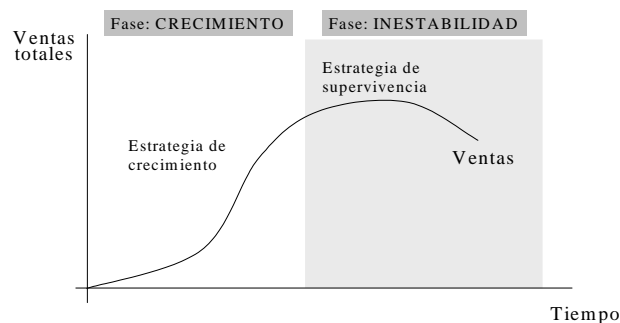 Fase: CRECIMIENTO
Fase: INESTABILIDAD
Ventas
totales
Estrategia de
supervivencia
Estrategia de
crecimiento
Ventas
Tiempo